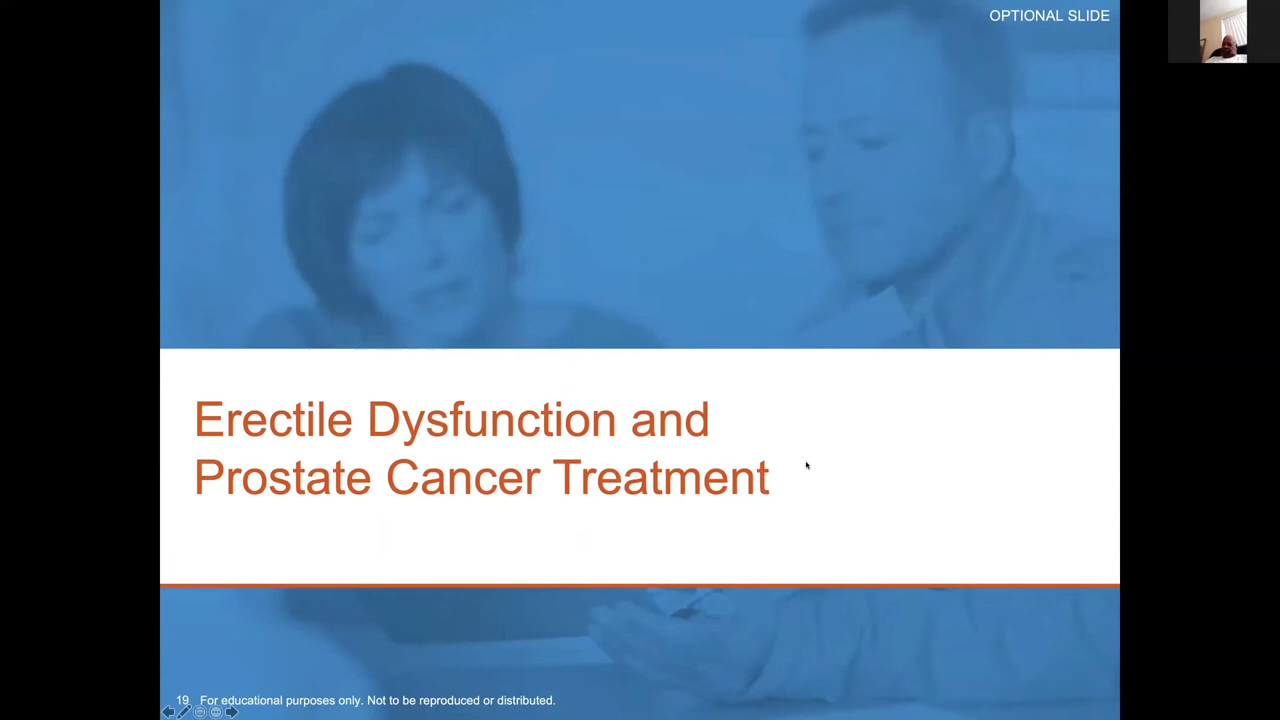 OPTIONAL SLIDE
Erectile Dysfunction and
Prostate Cancer Treatment
19 For educational purposes only. Not to be reproduced or distributed.